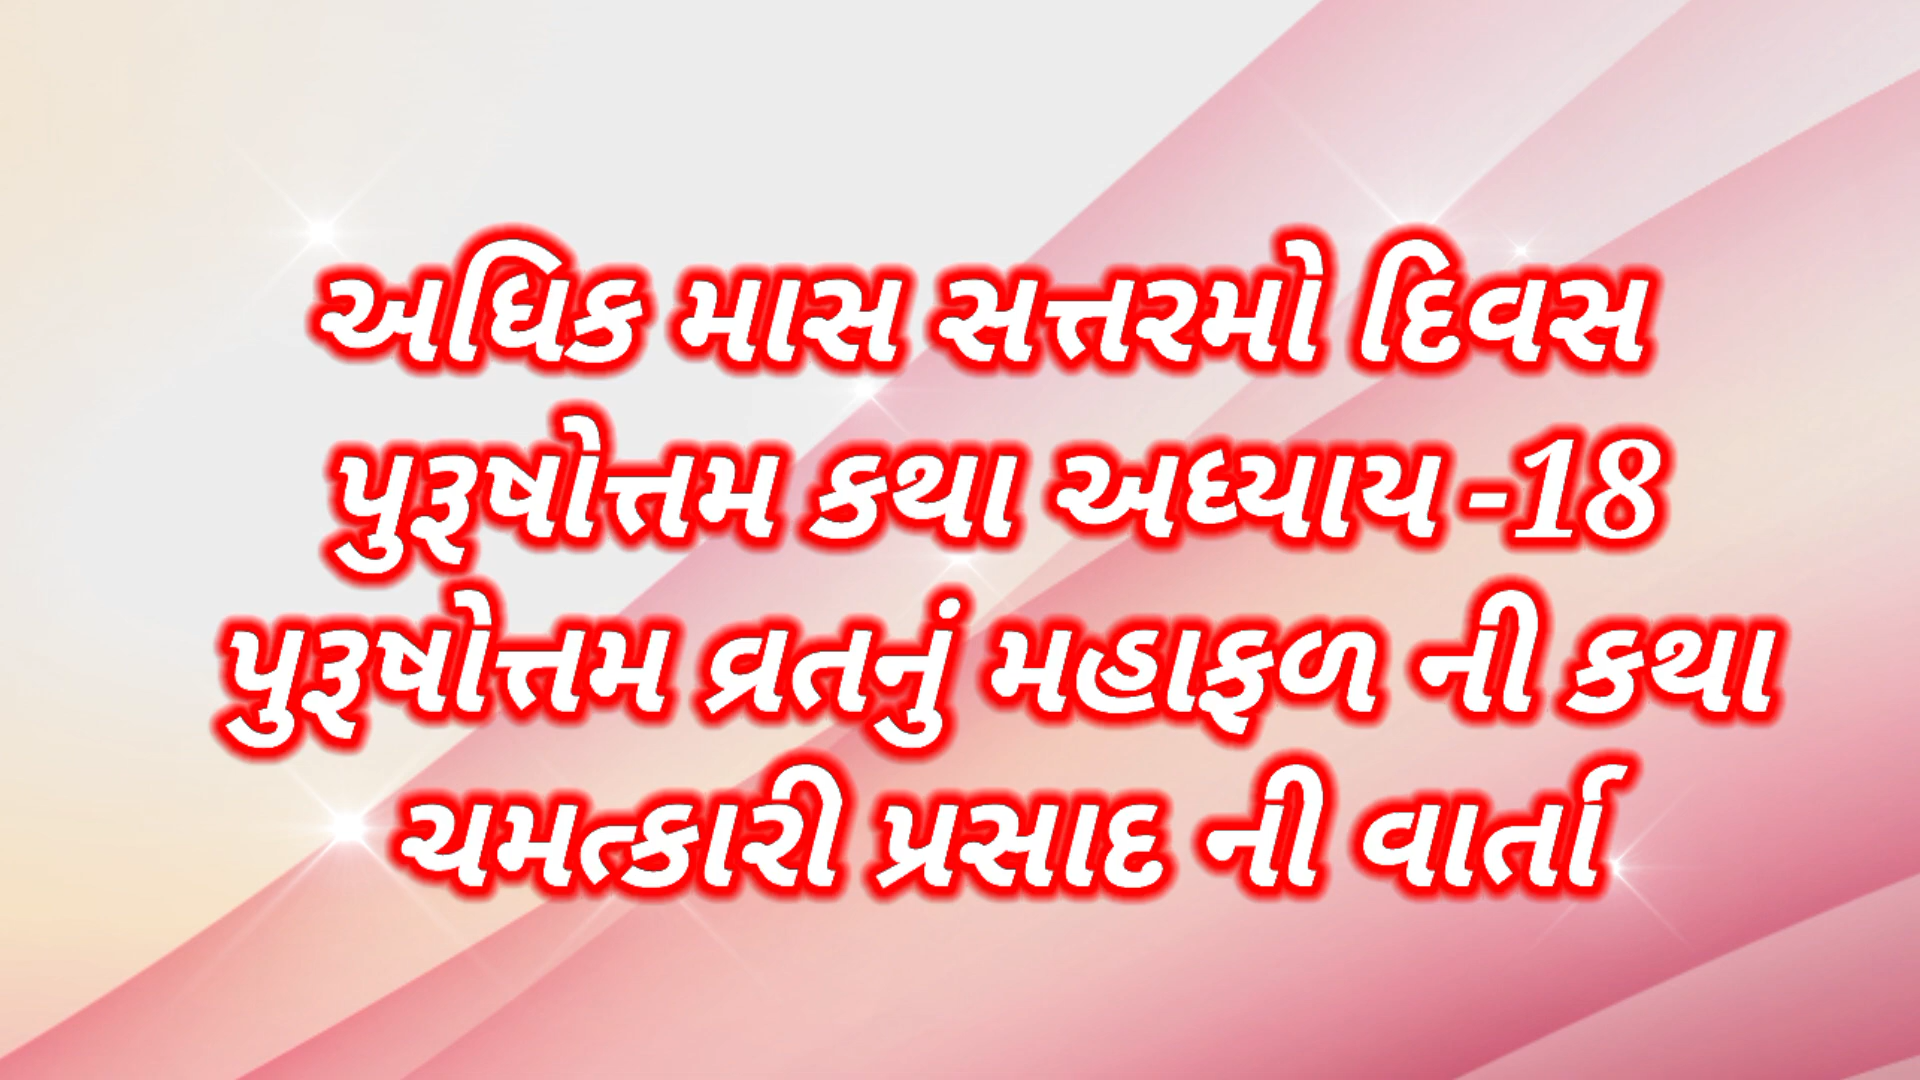 અધિક માસ સત્તરમો દિવસ
પુરૂષોત્તમ કથા અધ્યાય -18
પુરૂષોત્તમ વ્રતનું મહાફળ ની કથા
ચમત્કારી પ્રસાદ ની વાર્તા